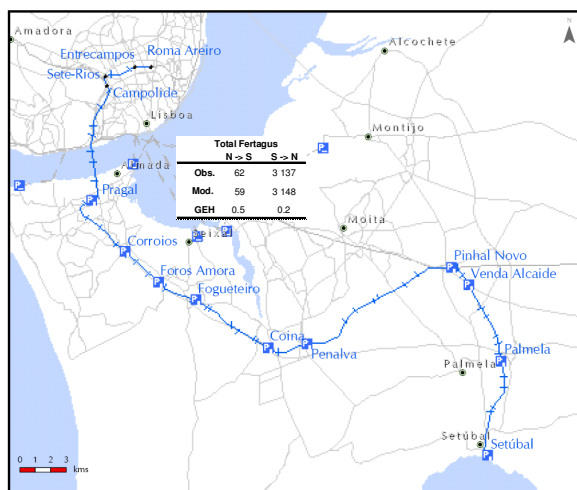 Amadora
N
Entrecampos
Roma Areiro
Alcochete
Sete-Rios
Campolide
Lisboa
Montijo
Total Fertagus
N -> S S -> N
Obs. 62 3 137
Mod. 59 3 148
GEH 0.5 0.2
Almada
Pragal
Moita
Seixal
Corroios
Pinhal Novo
Foros Amora
Venda Alcaide
Fogueteiro
Coina
Penalva
Palmela
Palmela
Setúbal
Setúbal
0 1 2 3
kms